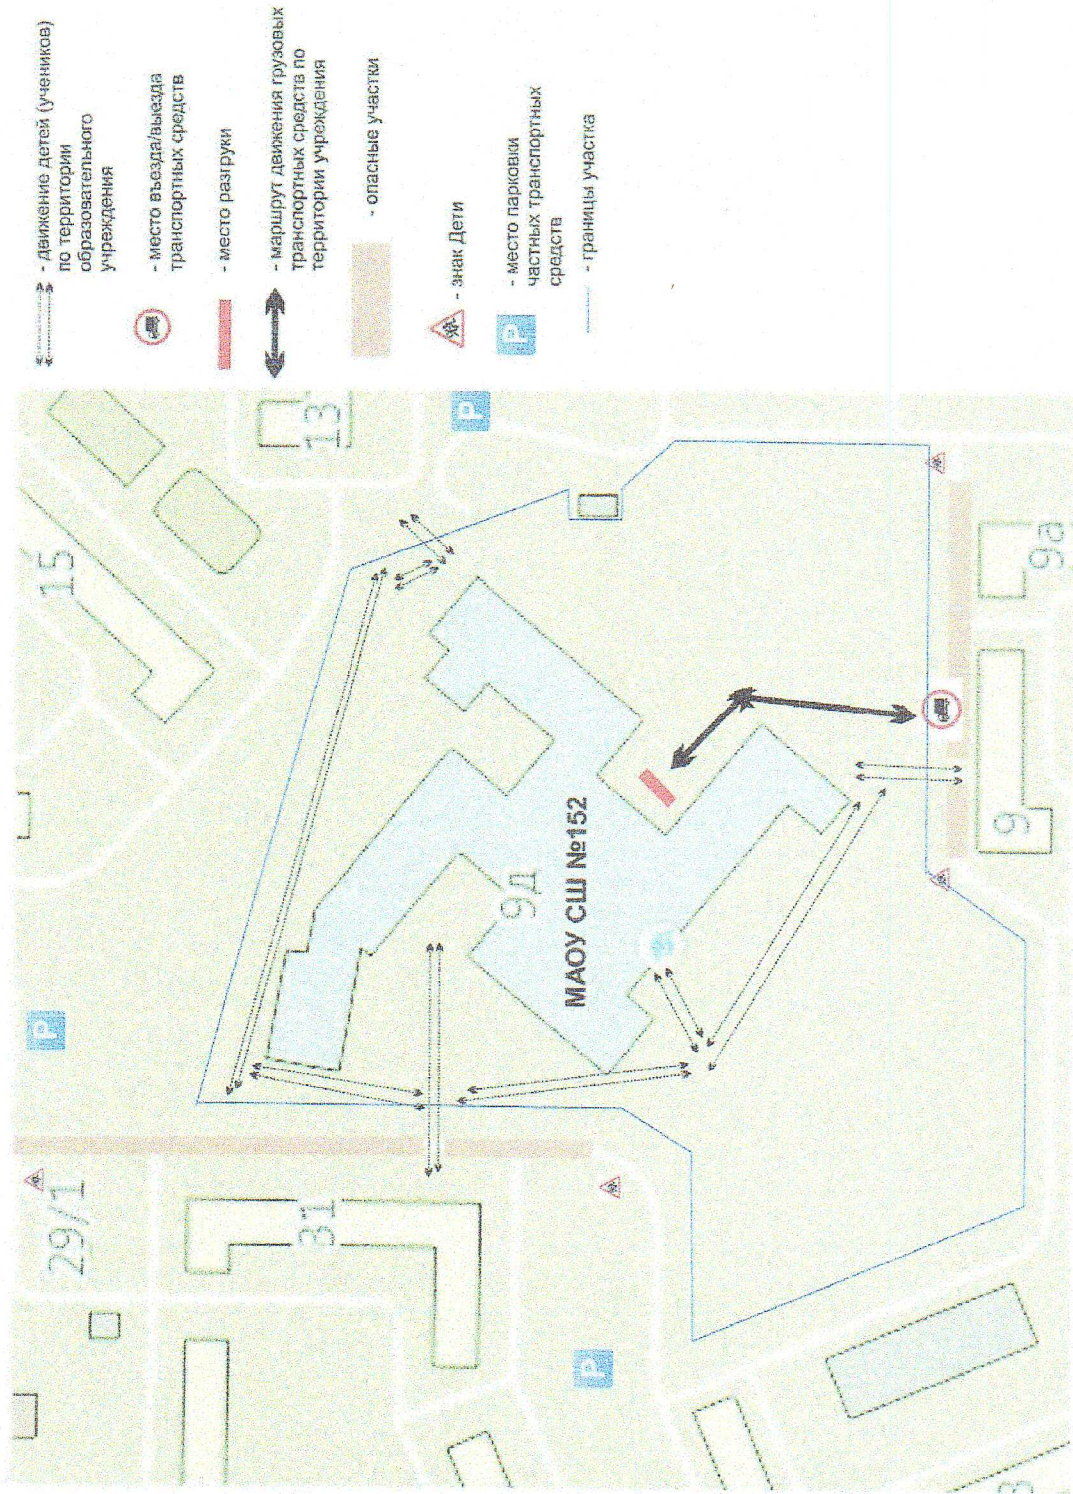 - движение детей (учеников)
по территории
образовательного
учреждения
- место въезда/выезда
транспортных средств
- место разгруки
- маршрут движения грузовых
транспортных средств по
территории учреждения
- опасные участки
- знак Дети
P
- место парковки
частных транспортных
средств
- границы участка
15
13
P
P
29/1
31
9д
МАОУ СШ №152
9
9а
P